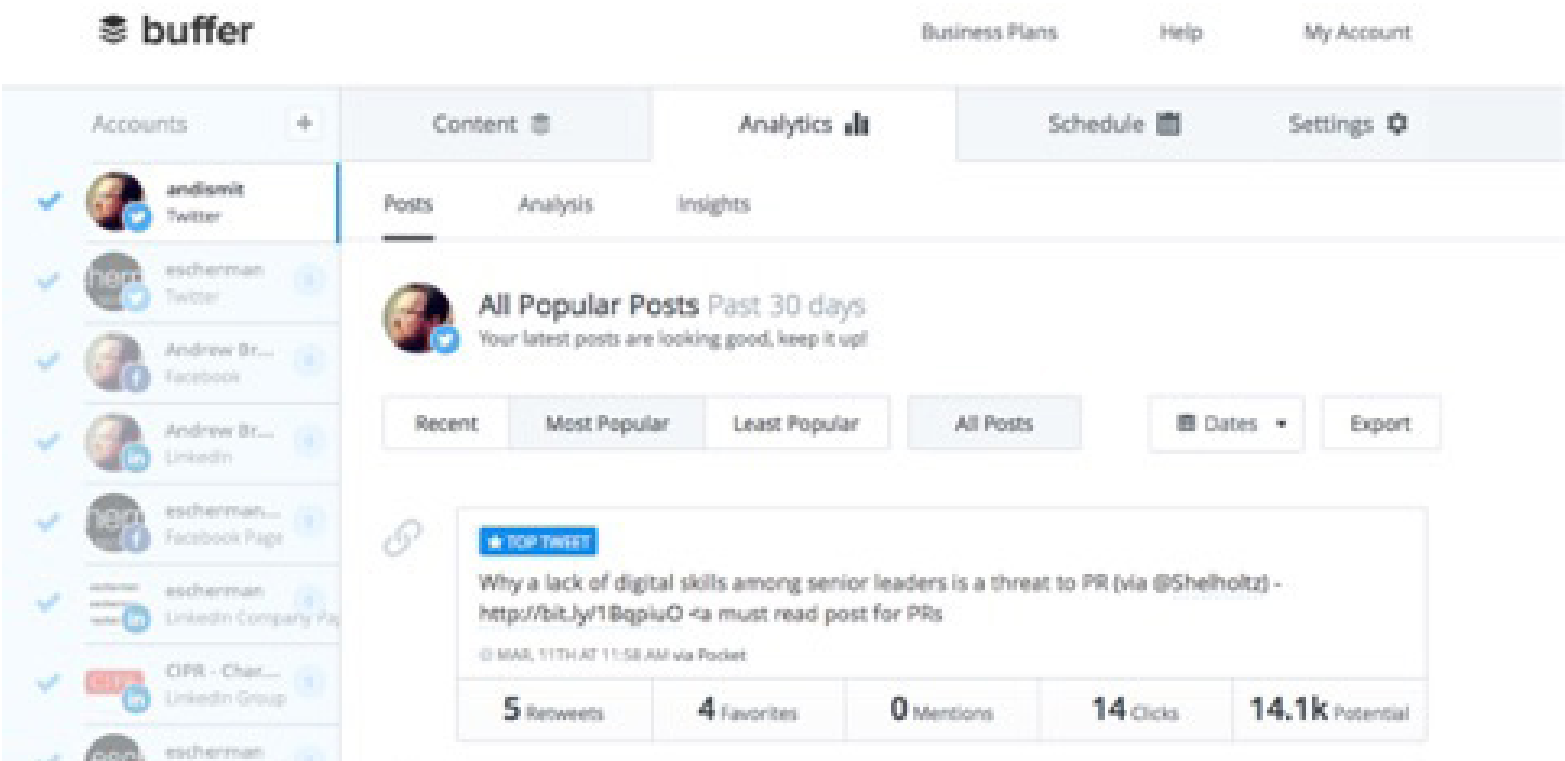 buffer
Business Plans Help My Account
Accounts +
Content Analytics Schedule Settings
andismit
Twitter
Posts Analysis Insights
escherman
Twitter
All Popular Posts Past 30 days
Your latest posts are looking good, keep it up!
Andrew Br...
Facebook
Recent Most Popular Least Popular All Posts Dates Export
Andrew Br...
LinkedIn
escherman...
Facebook Page
TOP TWEET
Why a lack of digital skills among senior leaders is a threat to PR (via @Shelholtz) -
http://bit.ly/1BqpiuO <a must read post for PRs
MAR, 11TH AT 11:58 AM via Pocket
escherman
LinkedIn Company
CIPR - Char...
LinkedIn Group
5 Retweets 4 Favorites 0 Mentions 14 Clicks 14.1k Potential
escherman